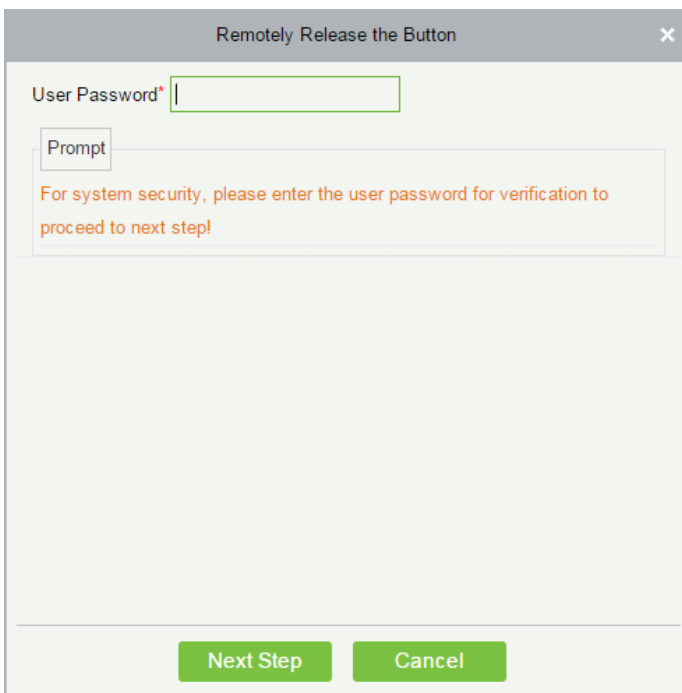 Remotely Release the Button
User Password*
Prompt
For system security, please enter the user password for verification to
proceed to next step!
Next Step
Cancel